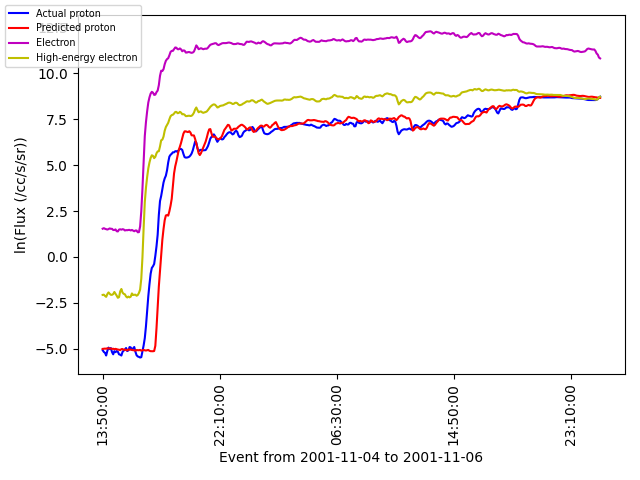 Actual proton
Predicted proton
Electron
High-energy electron
10.0
7.5
5.0
2.5
0.0
−2.5
−5.0
ln(Flux (/cc/s/sr))
13:50:00
22:10:00
06:30:00
14:50:00
23:10:00
Event from 2001-11-04 to 2001-11-06